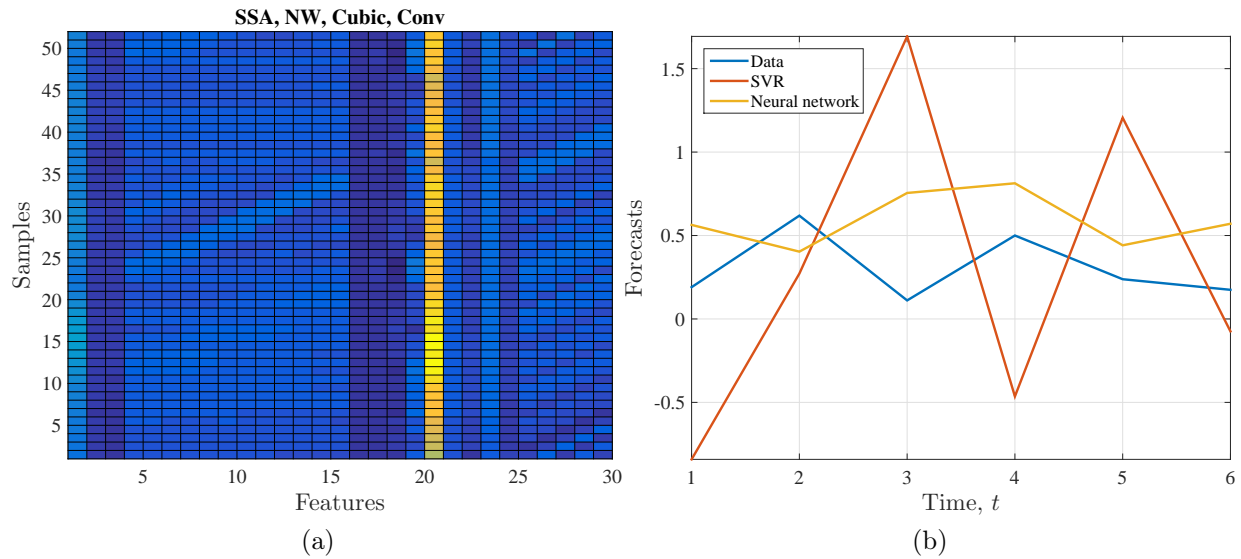 SSA, NW, Cubic, Conv
50
45
40
35
30
25
20
15
10
5
Samples
5 10 15 20 25 30
Features
(a)
Data
SVR
Neural network
1.5
1
0.5
0
-0.5
Forecasts
1 2 3 4 5 6
Time, t
(b)